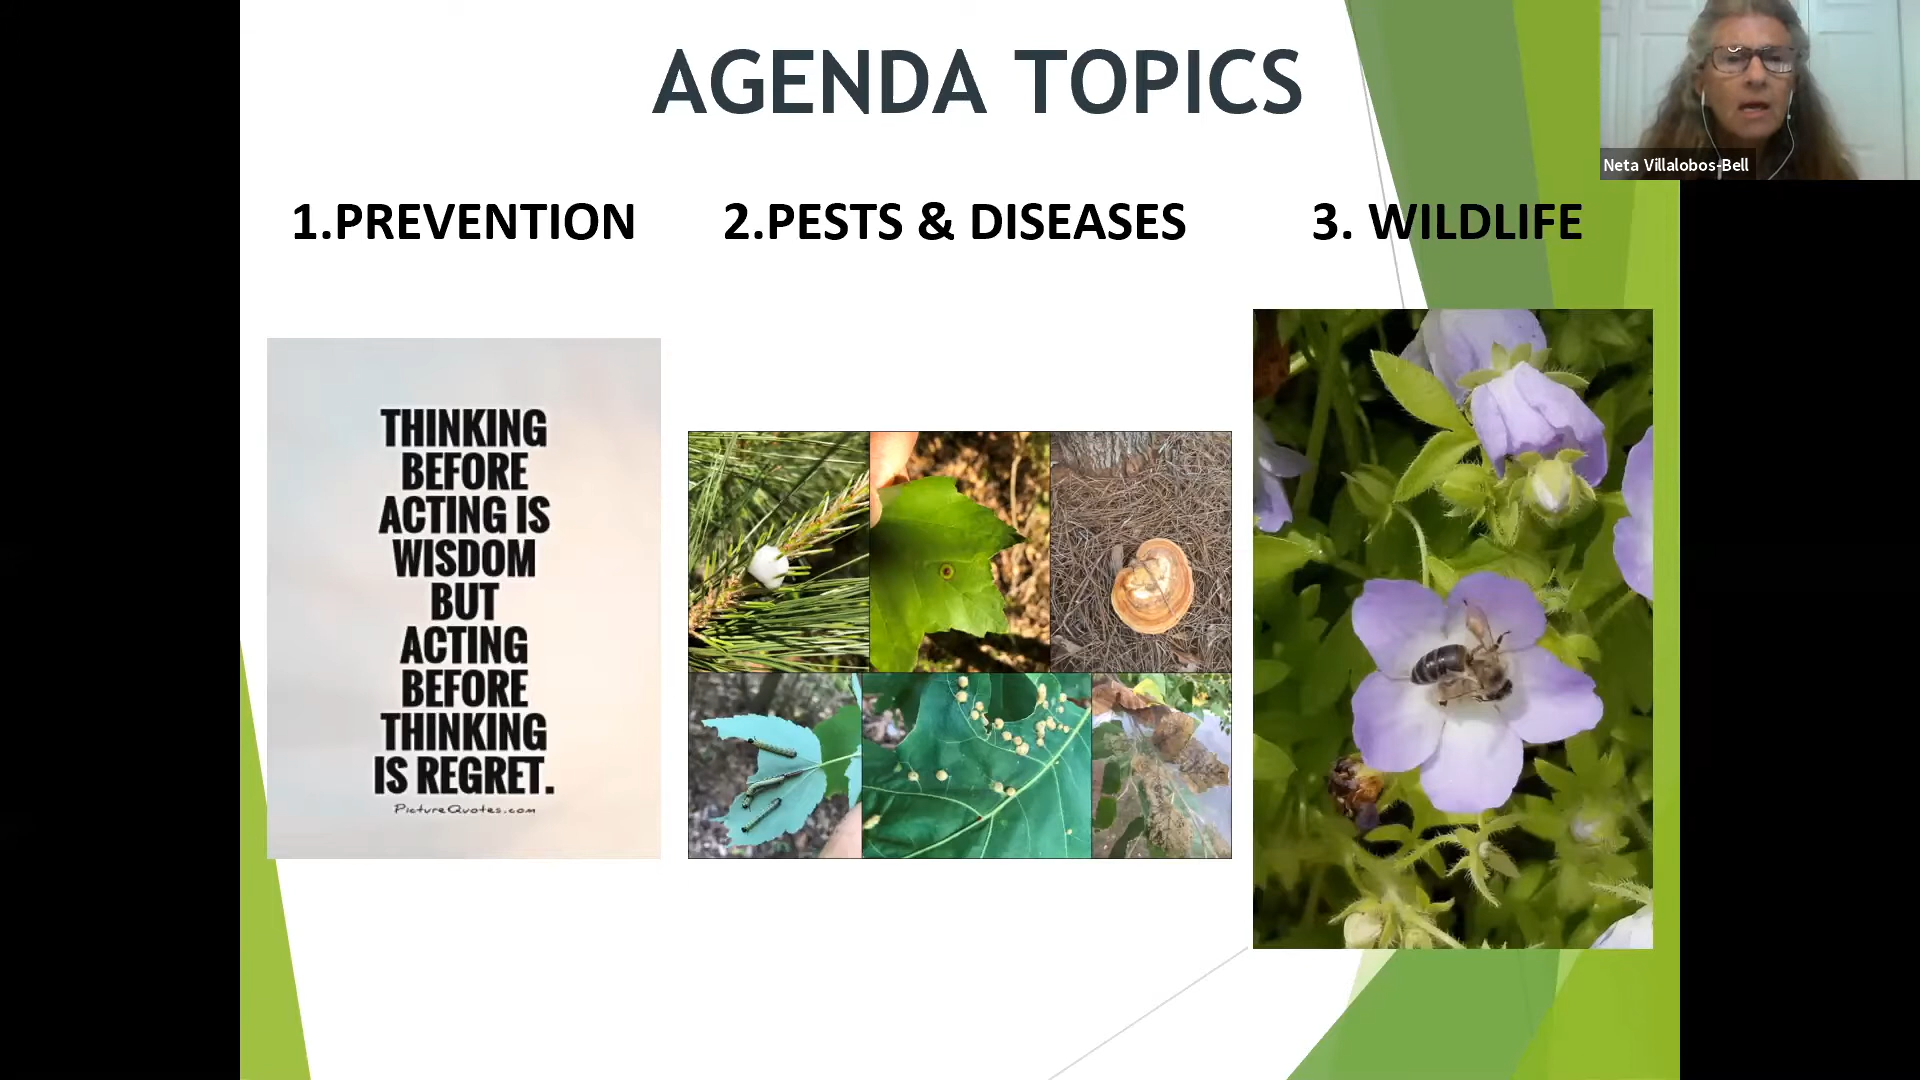 AGENDA TOPICS
Neta Villalobos-Bell
1.PREVENTION
2.PESTS & DISEASES
3. WILDLIFE
THINKING
BEFORE
ACTING IS
WISDOM
BUT
ACTING
BEFORE
THINKING
IS REGRET.
PictureQuotes.com